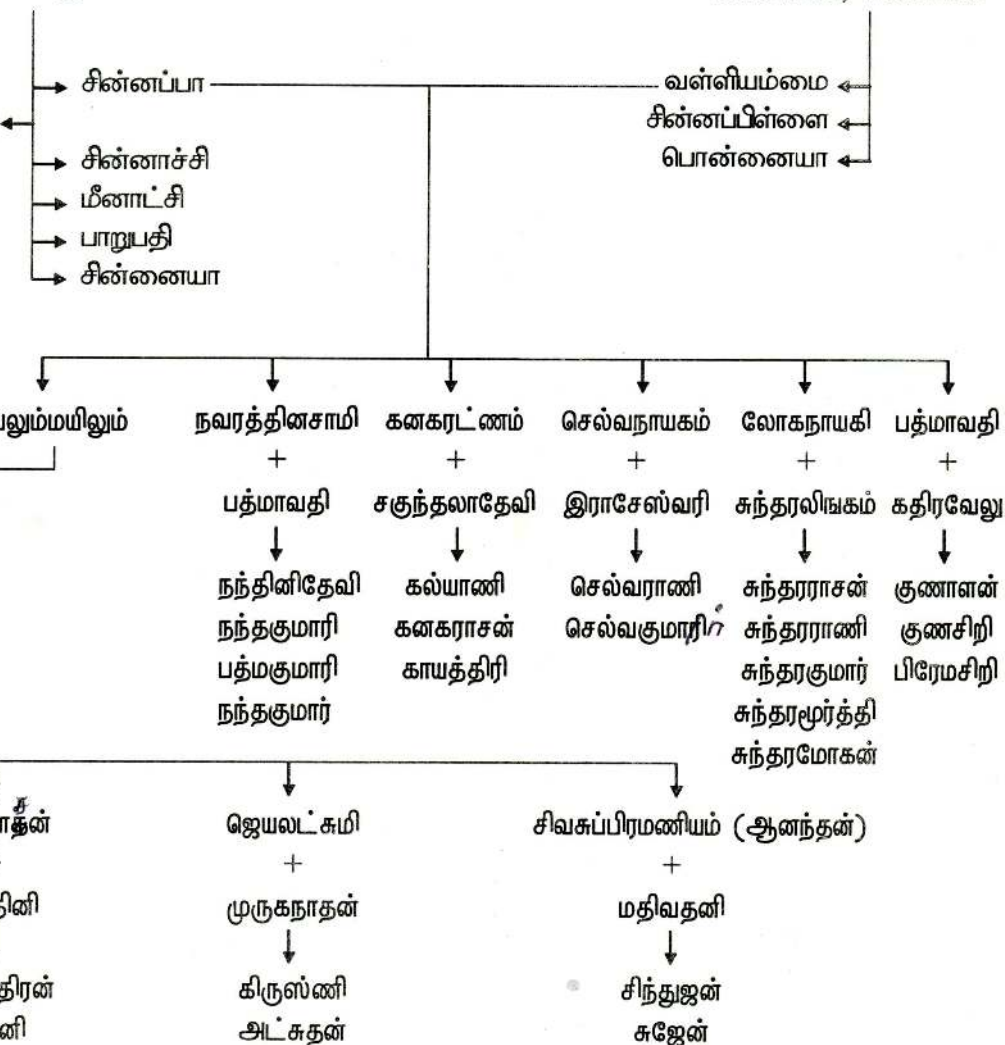 சின்னப்பா வள்ளியம்மை
சின்னப்பிள்ளை
சின்னாச்சி பொன்னையா
மீனாட்சி
பாறுபதி
சின்னையா
நவரத்தினசாமி கனகரட்ணம் செல்வநாயகம் லோகநாயகி பத்மாவதி
+ + + + +
பத்மாவதி சகுந்தலாதேவி இராசேஸ்வரி சுந்தரலிங்கம் கதிரவேலு
நந்தினிதேவி கல்யாணி செல்வராணி சுந்தரராசன் குணாளன்
நந்தகுமாரி கனகராசன் சுந்தரராணி குணசிறி
பத்மகுமாரி காயத்திரி சுந்தரகுமார் பிரேமசிறி
நந்தகுமார் சுந்தரமூர்த்தி
சுந்தரமோகன்
ஜெயலட்சுமி சிவசுப்பிரமணியம் (ஆனந்தன்)
+ +
முருகநாதன் மதிவதனி
கிருஸ்ணி சிந்துஜன்
அட்சுதன் சுஜேன்